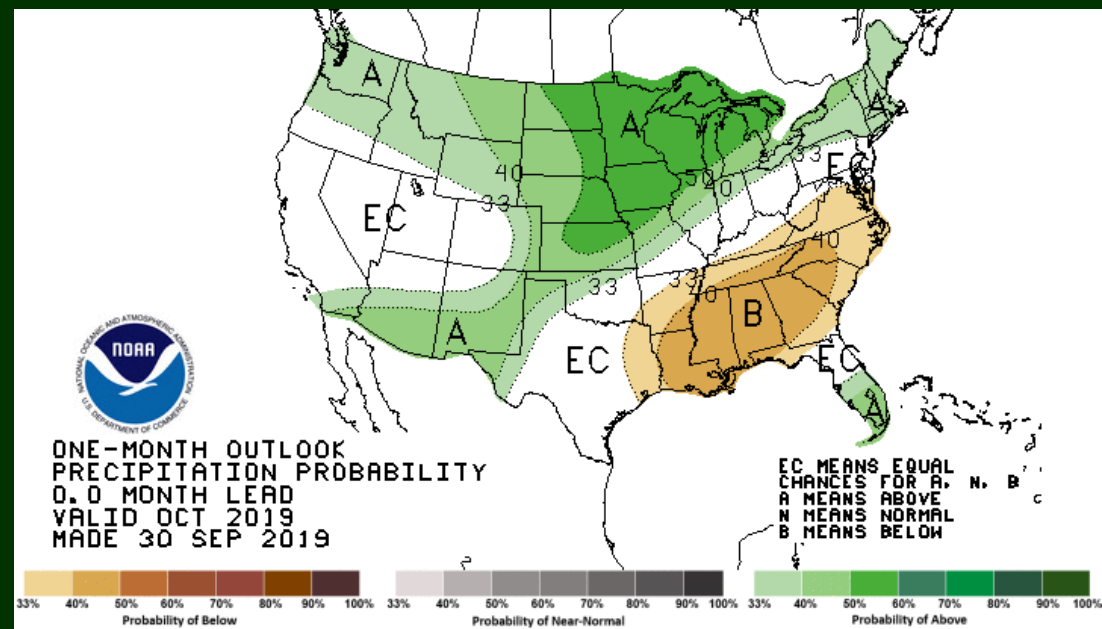 A
A
A
40
50
40
33
EC
33
EC
40
33
33
40
B
A
EC
EC
A
NATIONAL OCEANIC AND ATMOSPHERIC ADMINISTRATION
NOAA
U.S. DEPARTMENT OF COMMERCE
ONE-MONTH OUTLOOK
PRECIPITATION PROBABILITY
0.0 MONTH LEAD
VALID OCT 2019
MADE 30 SEP 2019
EC MEANS EQUAL
CHANCES FOR A, N, B
A MEANS ABOVE
N MEANS NORMAL
B MEANS BELOW
33% 40% 50% 60% 70% 80% 90% 100%
Probability of Below
33% 40% 50% 60% 70% 80% 90% 100%
Probability of Near-Normal
33% 40% 50% 60% 70% 80% 90% 100%
Probability of Above